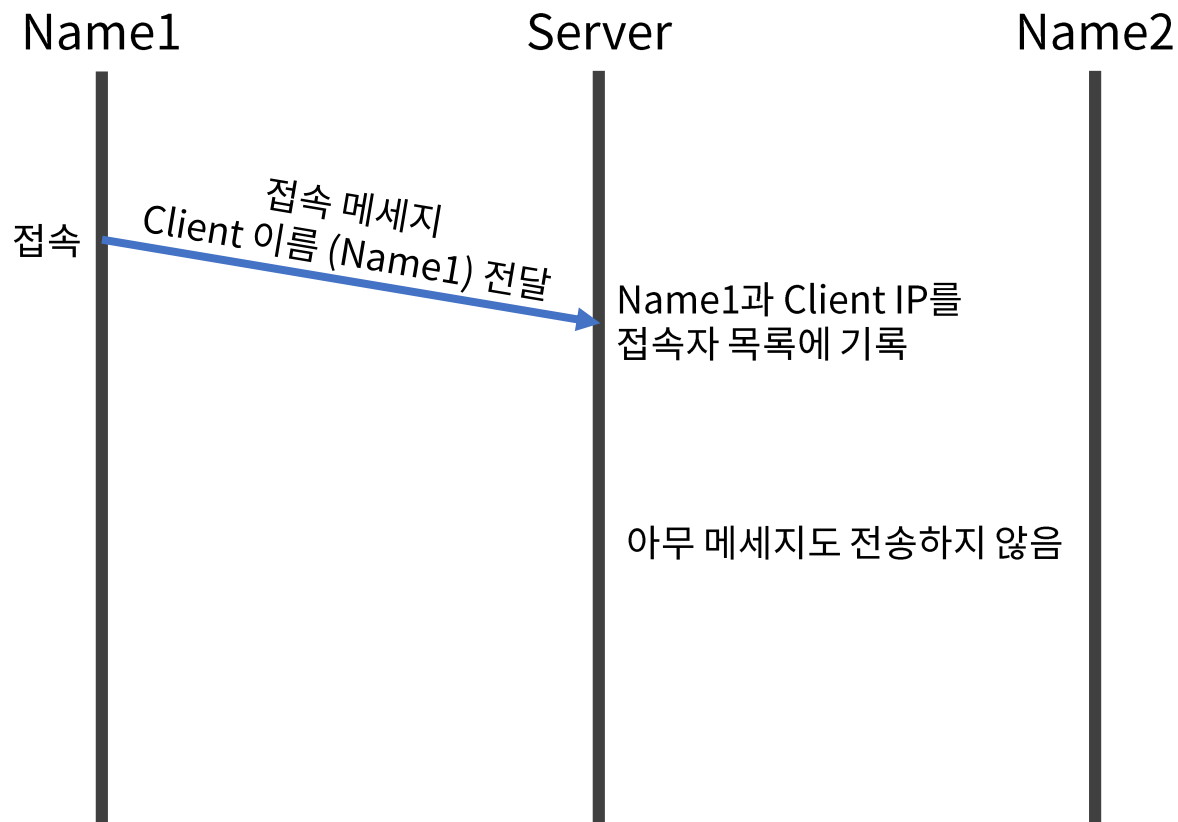 Name1
Server
Name2
접속 메세지
Client 이름 (Name1) 전달
접속
Name1과 Client IP를
접속자 목록에 기록
아무 메세지도 전송하지 않음